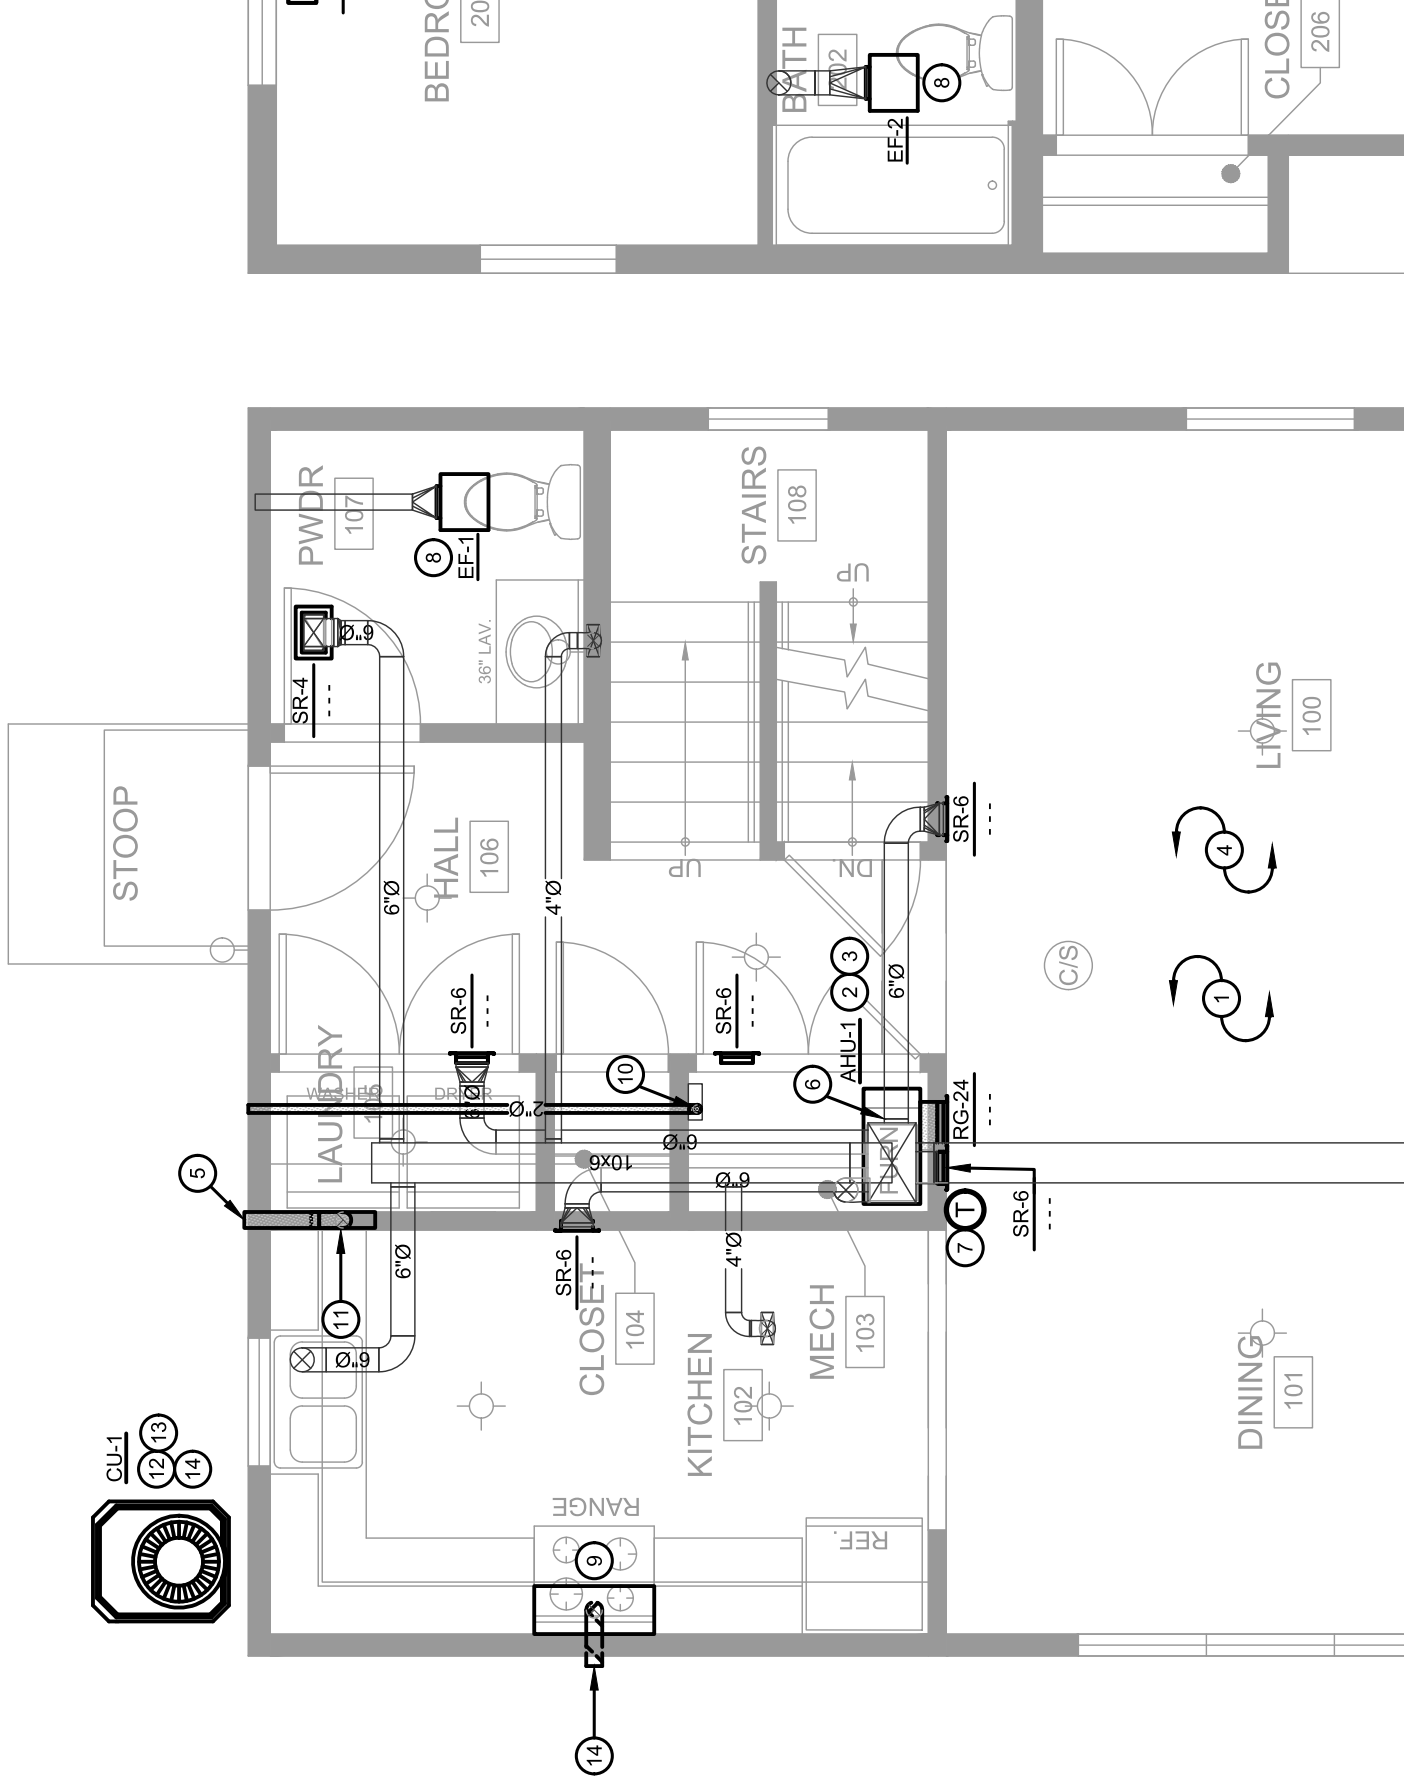 BEDRO
20
BATH
202
8
EF-2
CLOSE
206
PWDR
107
8
EF-1
6"Ø
SR-4
----
36" LAV.
STAIRS
108
UP
UP
DN.
STOOP
HALL
106
6"Ø
4"Ø
LIVING
100
SR-6
----
4
1
C/S
3
2
6"Ø
AHU-1
SR-6
----
SR-6
----
LAUNDRY
105
WASHER
DRYER
6"Ø
2"Ø
10
6
6"Ø
10x6
6"Ø
FURN
RG-24
----
SR-6
----
T
7
5
11
6"Ø
6"Ø
SR-6
----
CLOSET
104
4"Ø
KITCHEN
102
MECH
103
DINING
101
CU-1
13
12
14
RANGE
9
REF.
14